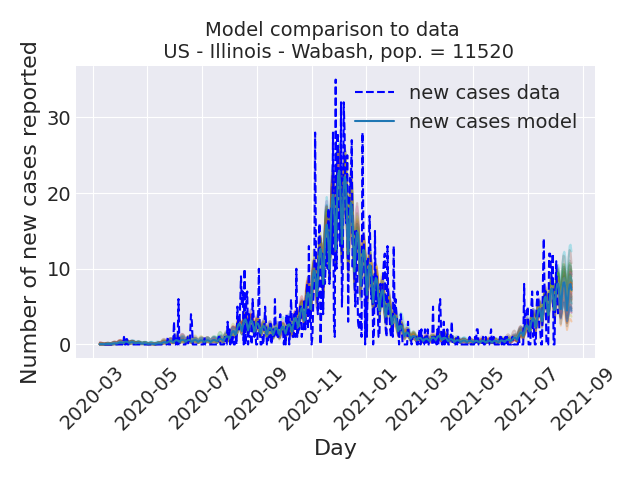 Model comparison to data
US - Illinois - Wabash, pop. = 11520
new cases data
new cases model
Number of new cases reported
30
20
10
0
2020-03
2020-05
2020-07
2020-09
2020-11
2021-01
2021-03
2021-05
2021-07
2021-09
Day